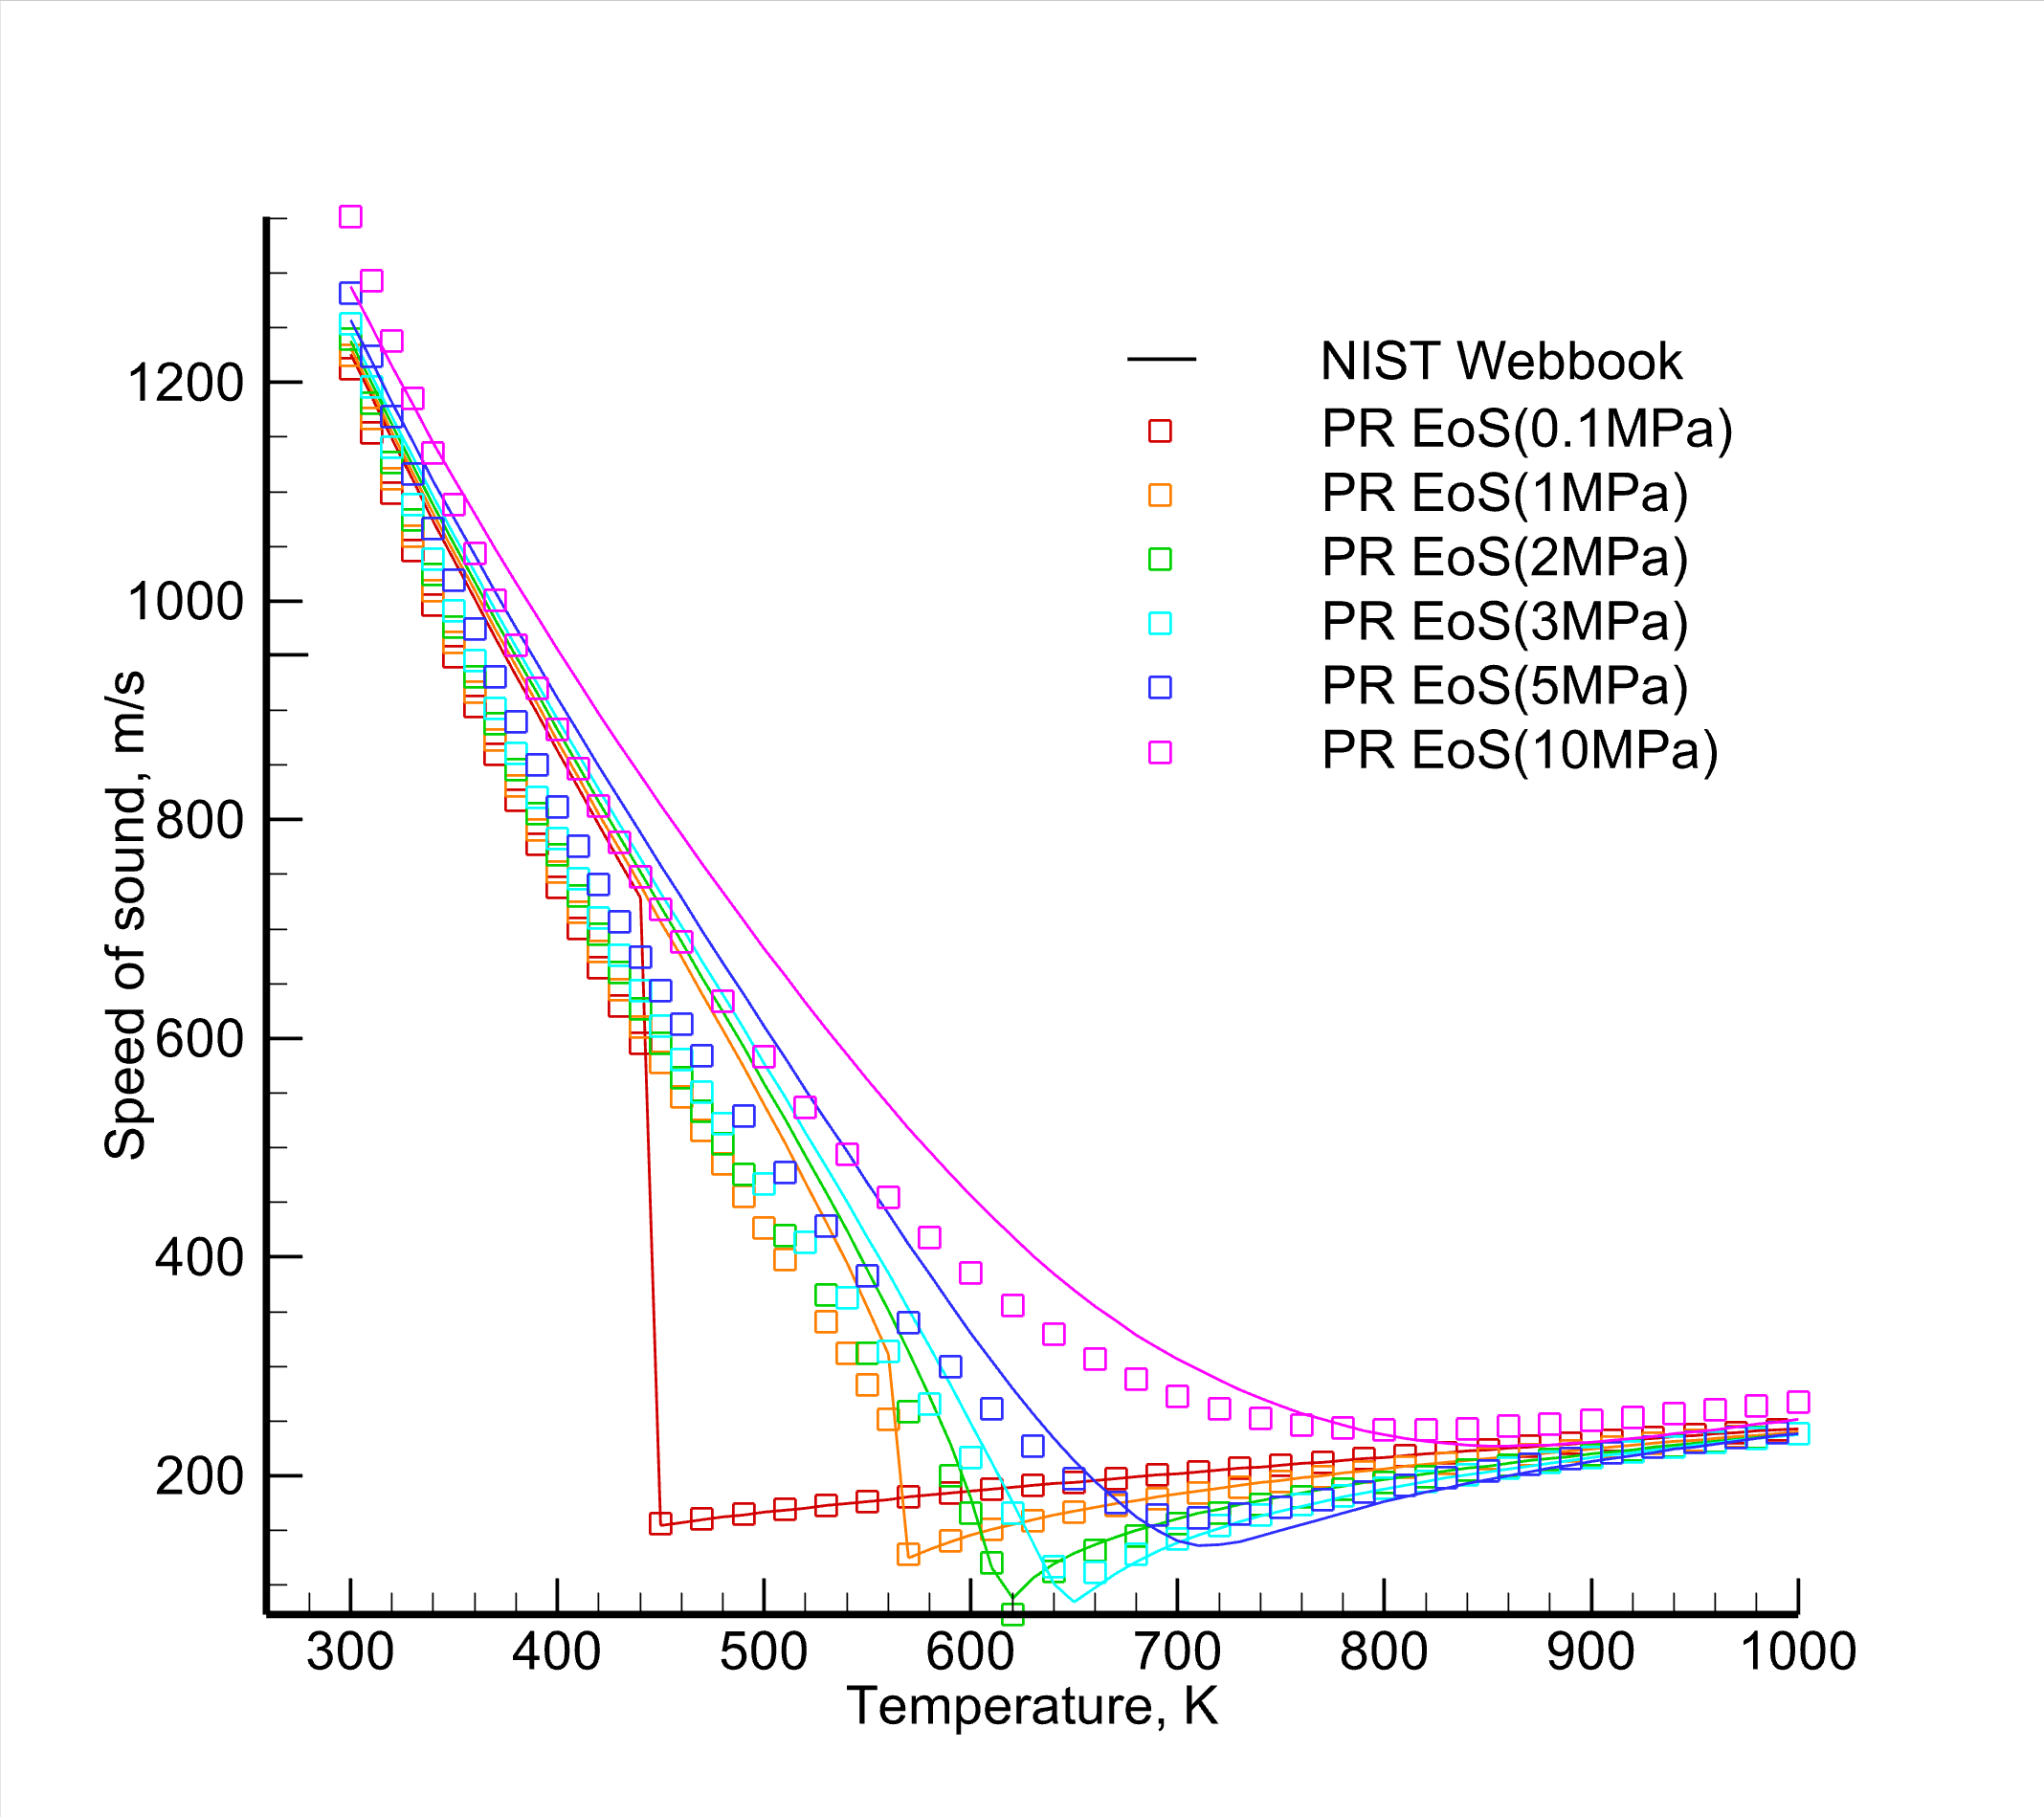 NIST Webbook
PR EoS(0.1MPa)
PR EoS(1MPa)
PR EoS(2MPa)
PR EoS(3MPa)
PR EoS(5MPa)
PR EoS(10MPa)
Speed of sound, m/s
1200
1000
800
600
400
200
300 400 500 600 700 800 900 1000
Temperature, K